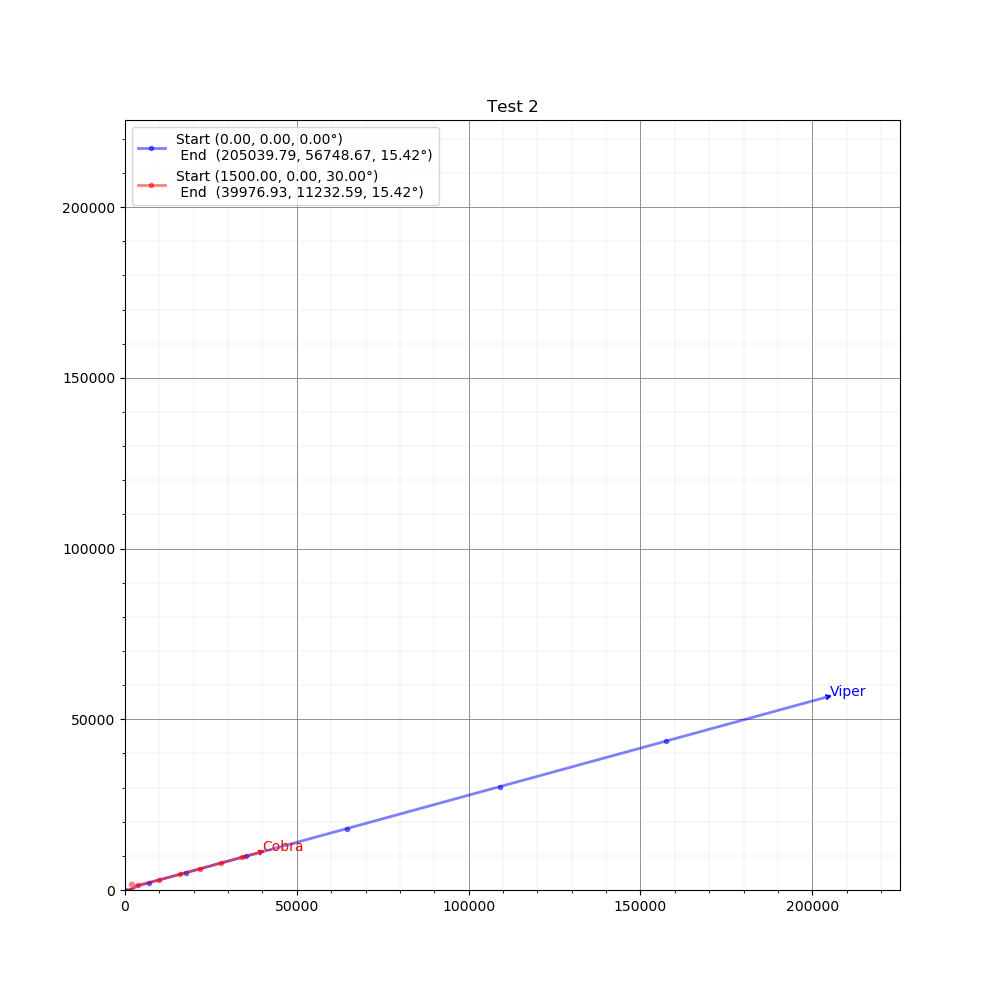 Test 2
Start (0.00, 0.00, 0.00°)
End (205039.79, 56748.67, 15.42°)
Start (1500.00, 0.00, 30.00°)
End (39976.93, 11232.59, 15.42°)
200000
150000
100000
50000
0
Viper
Cobra
0 50000 100000 150000 200000